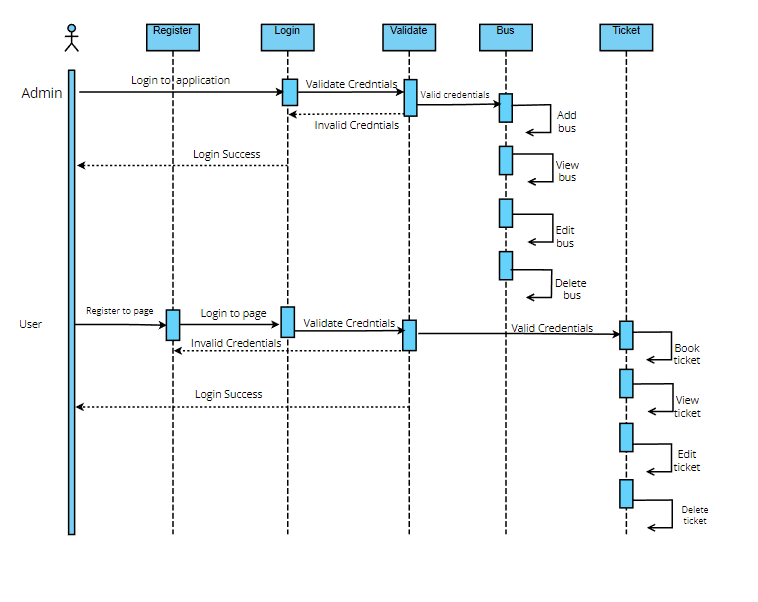 Register
Login
Validate
Bus
Ticket
Admin
Login to application
Validate Credntials
Valid credentials
Invalid Credntials
Add
bus
Login Success
View
bus
Edit
bus
Delete
bus
User
Register to page
Login to page
Validate Credntials
Valid Credentials
Invalid Credentials
Book
ticket
Login Success
View
ticket
Edit
ticket
Delete
ticket